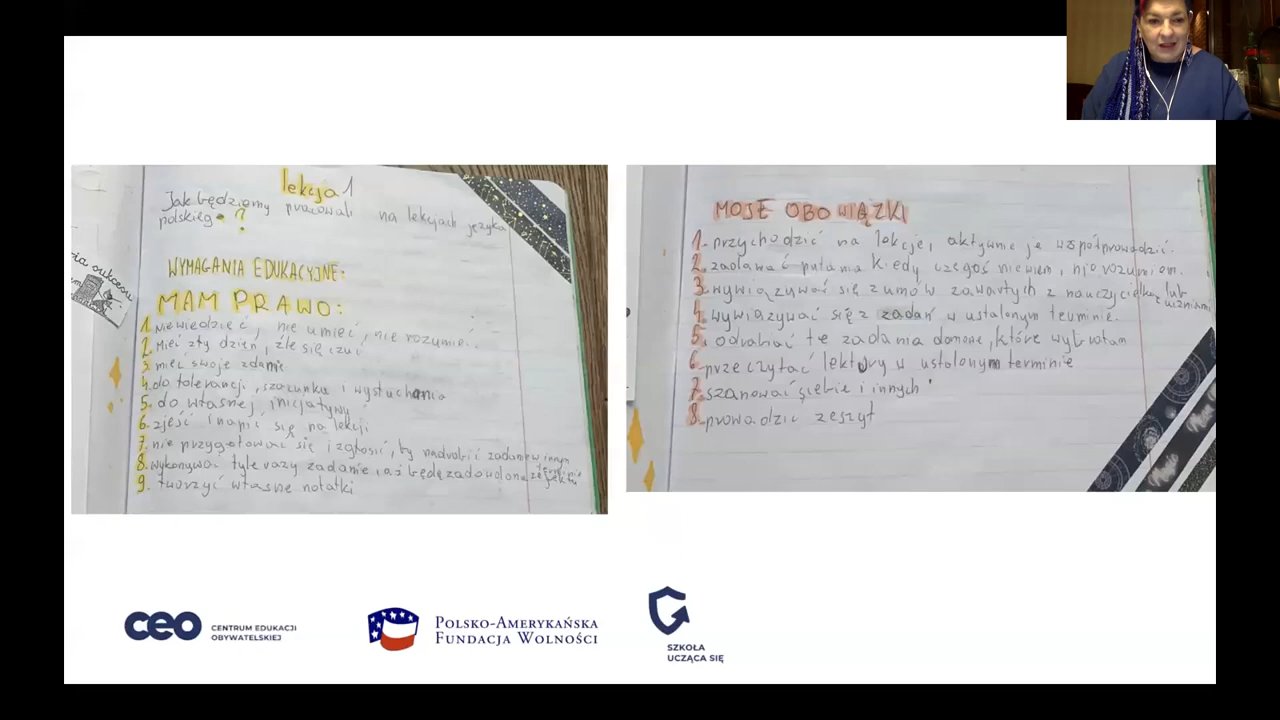 lekcja 1
Jak będziemy pracowali na lekcjach języka
polskiego?
WYMAGANIA EDUKACYJNE:
MAM PRAWO:
1. Niewiedzieć, nie umieć, nie rozumieć.
2. Mieć zły dzień, źle się czuć
3. mieć swoje zdanie
4. do tolerancji, szacunku i wysłuchania
5. do własnej inicjatywy
6. zjeść i napić się na lekcji
7. nie przygotować się i zgłosić, by nadrobić zadanie w innym
terminie
8. wykonywać tyle razy zadanie, aż będę zadowolona z efektu
9. tworzyć własne notatki
sukcesu
MOJE OBOWIĄZKI
1. przychodzić na lekcje, aktywnie je współprowadzić.
2. zadawać pytania kiedy czegoś niewiem, nie rozumiem.
3. wywiązywać się z umów zawartych z nauczycielką lub
uczniami
4. wywiązywać się z zadań w ustalonym terminie.
5. odrabiać te zadania domowe, które wybrałam
6. przeczytać lektury w ustalonym terminie
7. szanować siebie i innych
8. prowadzić zeszyt
ceo CENTRUM EDUKACJI
OBYWATELSKIEJ
POLSKO-AMERYKAŃSKA
FUNDACJA WOLNOŚCI
SZKOŁA
UCZĄCA SIĘ